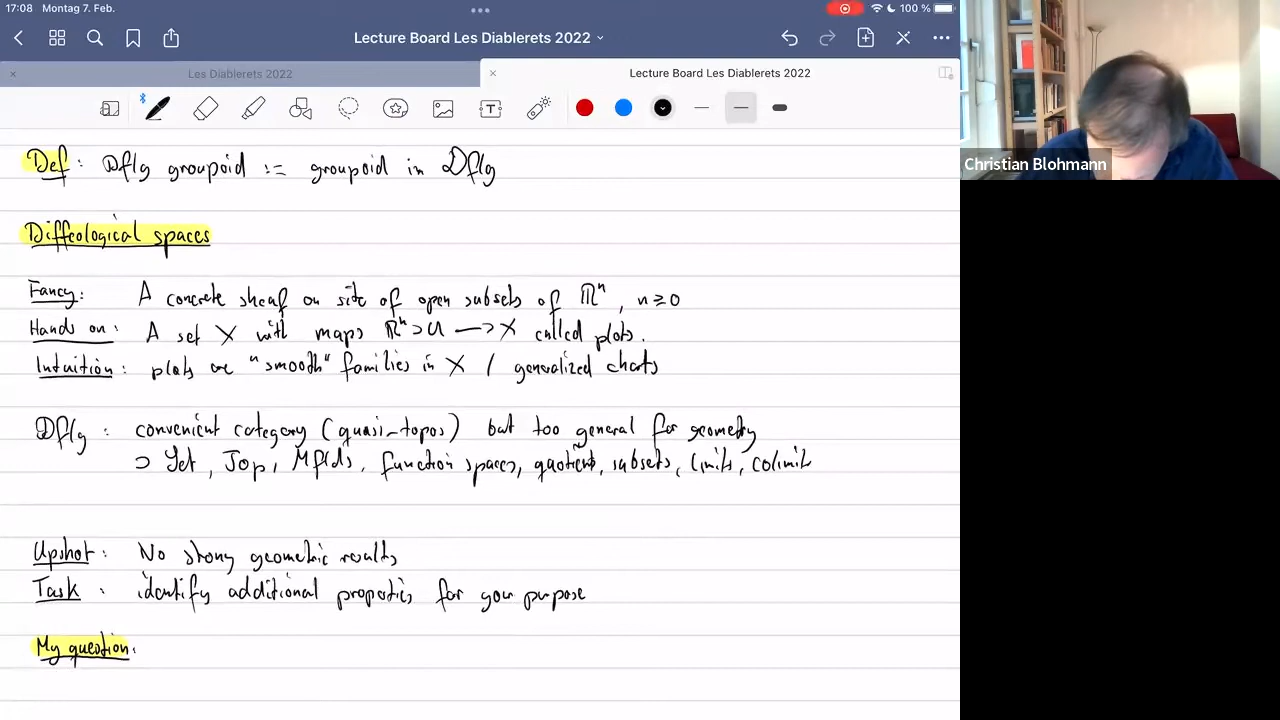 17:08 Montag 7. Feb.
100 %
Lecture Board Les Diablerets 2022
Les Diablerets 2022
Lecture Board Les Diablerets 2022
Def: Dflg groupoid := groupoid in Dflg
Diffeological spaces
Fancy: A concrete sheaf on site of open subsets of ℝⁿ, n ≥ 0
Hands on: A set X with maps ℝⁿ ⊃ U ⟶ X called plots.
Intuition: plots are "smooth" families in X / generalized charts
Dflg: convenient category (quasi-topos) but too general for geometry
⊃ Set, Top, Mflds, function spaces, quotients, subsets, limits, colimits
Upshot: No strong geometric results
Task: identify additional properties for your purpose
My question:
Christian Blohmann